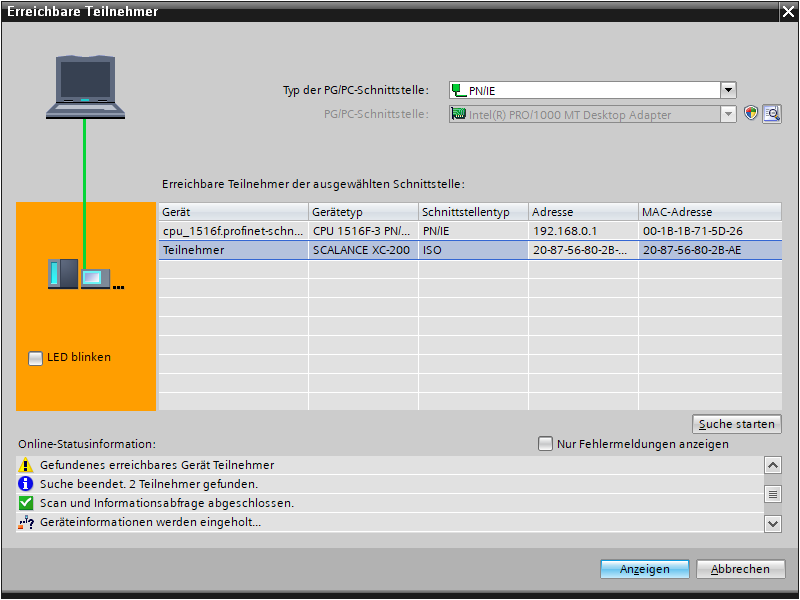 Erreichbare Teilnehmer
Typ der PG/PC-Schnittstelle: PN/IE
PG/PC-Schnittstelle: Intel(R) PRO/1000 MT Desktop Adapter
Erreichbare Teilnehmer der ausgewählten Schnittstelle:
Gerät Gerätetyp Schnittstellentyp Adresse MAC-Adresse
cpu_1516f.profinet-schn... CPU 1516F-3 PN/... PN/IE 192.168.0.1 00-1B-1B-71-5D-26
Teilnehmer SCALANCE XC-200 ISO 20-87-56-80-2B-... 20-87-56-80-2B-AE
LED blinken
Suche starten
Online-Statusinformation: Nur Fehlermeldungen anzeigen
Gefundenes erreichbares Gerät Teilnehmer
Suche beendet. 2 Teilnehmer gefunden.
Scan und Informationsabfrage abgeschlossen.
Geräteinformationen werden eingeholt...
Anzeigen Abbrechen